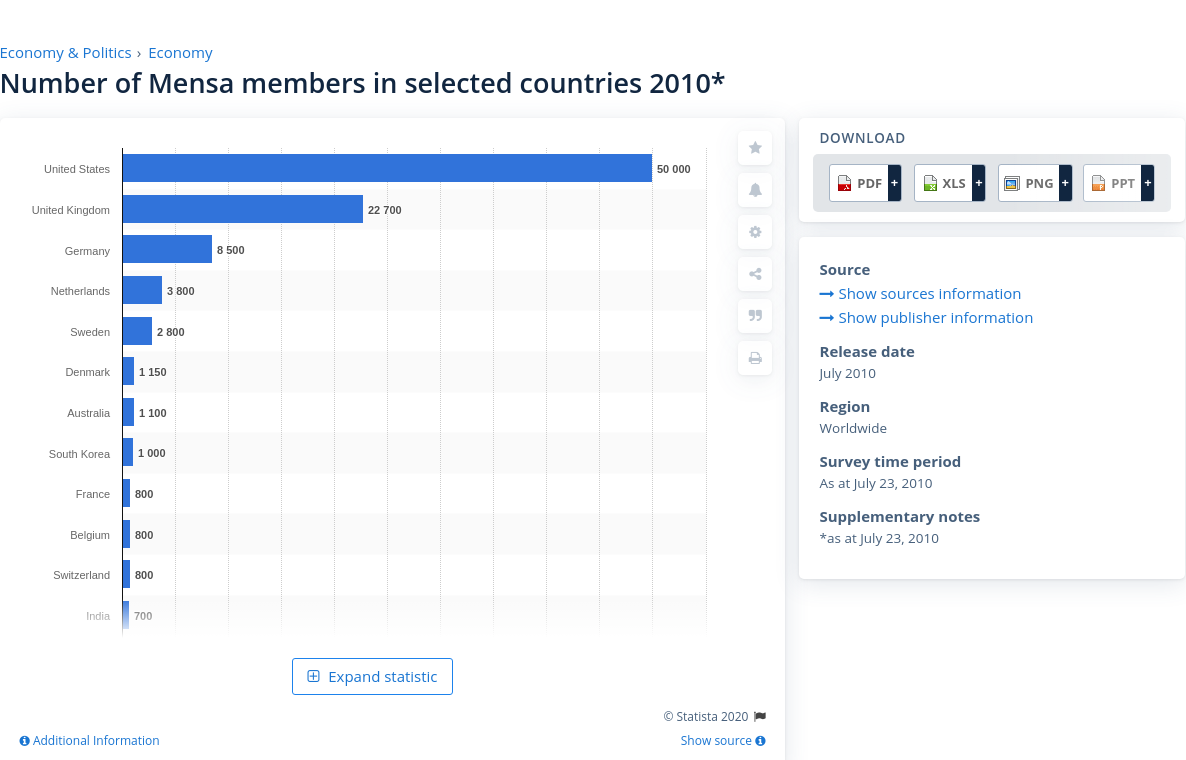 Economy & Politics › Economy
Number of Mensa members in selected countries 2010*
United States 50 000
United Kingdom 22 700
Germany 8 500
Netherlands 3 800
Sweden 2 800
Denmark 1 150
Australia 1 100
South Korea 1 000
France 800
Belgium 800
Switzerland 800
India 700
Expand statistic
© Statista 2020
Additional Information
Show source
DOWNLOAD
PDF + XLS + PNG + PPT +
Source
Show sources information
Show publisher information
Release date
July 2010
Region
Worldwide
Survey time period
As at July 23, 2010
Supplementary notes
*as at July 23, 2010